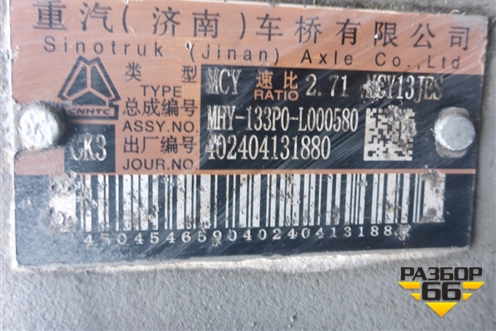 重汽(济南)车桥有限公司
Sinotruk (Jinan) Axle Co.,Ltd
类 型 TYPE MCY 速比 RATIO 2.71 MCY13JES
CNHTC
总成编号 ASSY.NO. MHY-133P0-L000580
GK3 出厂编号 JOUR.NO. 402404131880
РАЗБОР
66